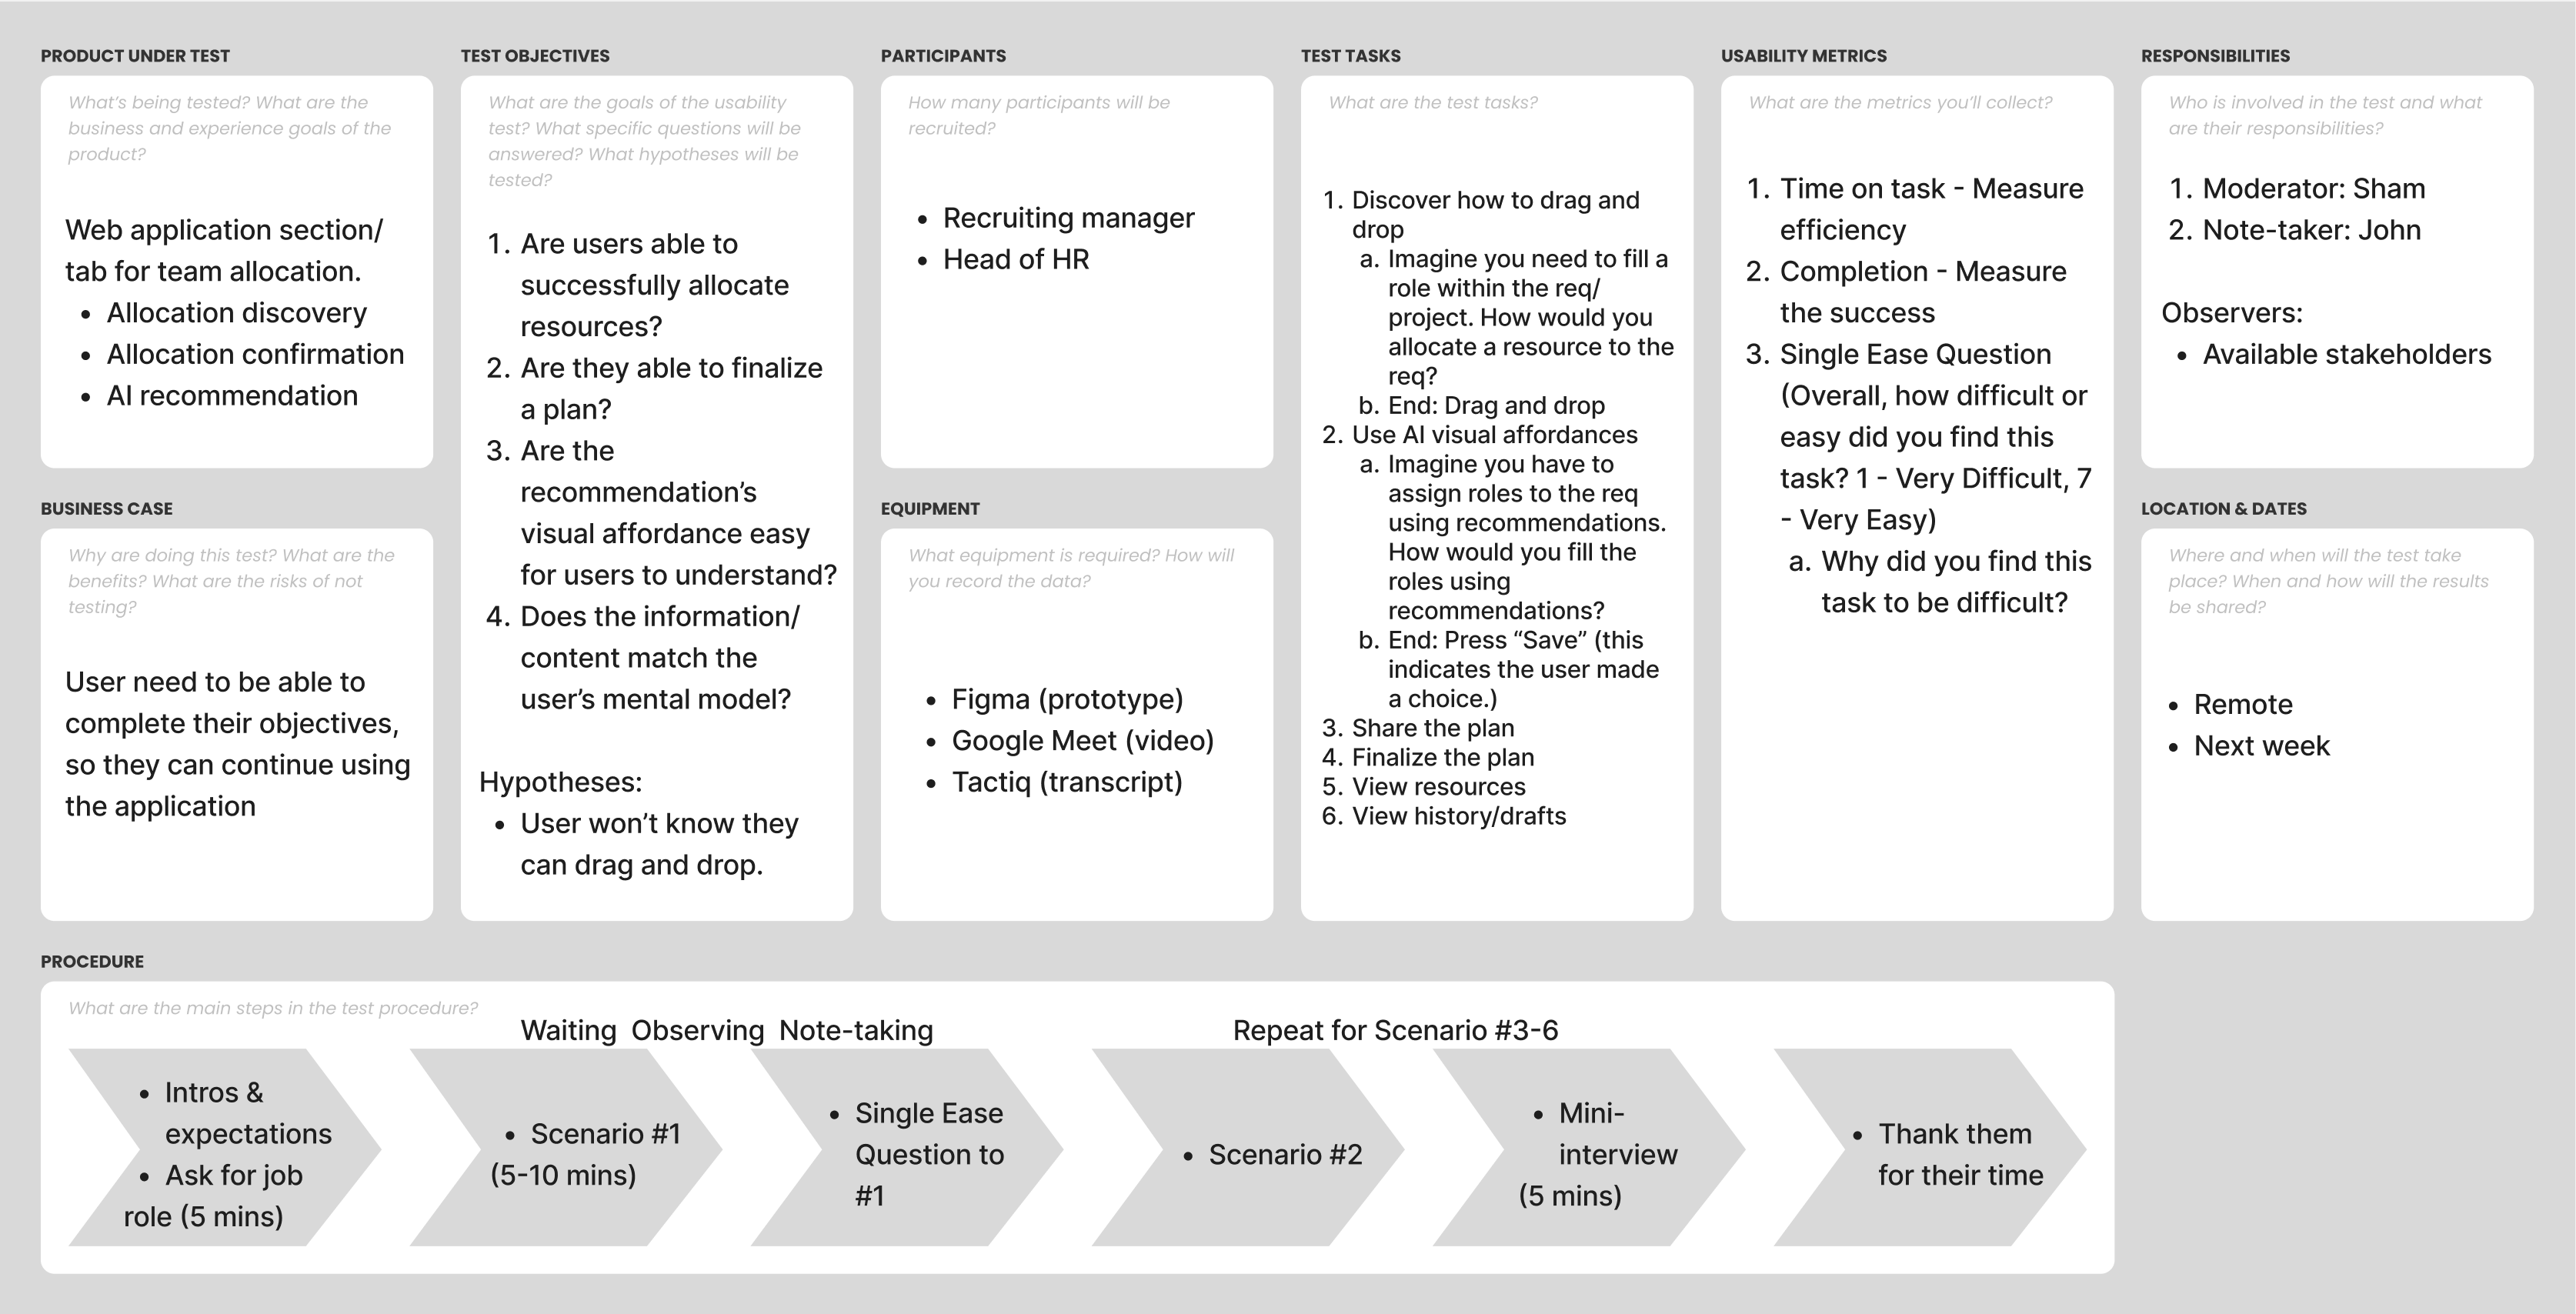 PRODUCT UNDER TEST
What's being tested? What are the
business and experience goals of the
product?
Web application section/
tab for team allocation.
• Allocation discovery
• Allocation confirmation
• AI recommendation
BUSINESS CASE
Why are doing this test? What are the
benefits? What are the risks of not
testing?
User need to be able to
complete their objectives,
so they can continue using
the application
TEST OBJECTIVES
What are the goals of the usability
test? What specific questions will be
answered? What hypotheses will be
tested?
1. Are users able to
successfully allocate
resources?
2. Are they able to finalize
a plan?
3. Are the
recommendation’s
visual affordance easy
for users to understand?
4. Does the information/
content match the
user’s mental model?
Hypotheses:
• User won’t know they
can drag and drop.
PARTICIPANTS
How many participants will be
recruited?
• Recruiting manager
• Head of HR
EQUIPMENT
What equipment is required? How will
you record the data?
• Figma (prototype)
• Google Meet (video)
• Tactiq (transcript)
TEST TASKS
What are the test tasks?
1. Discover how to drag and
drop
a. Imagine you need to fill a
role within the req/
project. How would you
allocate a resource to the
req?
b. End: Drag and drop
2. Use AI visual affordances
a. Imagine you have to
assign roles to the req
using recommendations.
How would you fill the
roles using
recommendations?
b. End: Press “Save” (this
indicates the user made
a choice.)
3. Share the plan
4. Finalize the plan
5. View resources
6. View history/drafts
USABILITY METRICS
What are the metrics you’ll collect?
1. Time on task - Measure
efficiency
2. Completion - Measure
the success
3. Single Ease Question
(Overall, how difficult or
easy did you find this
task? 1 - Very Difficult, 7
- Very Easy)
a. Why did you find this
task to be difficult?
RESPONSIBILITIES
Who is involved in the test and what
are their responsibilities?
1. Moderator: Sham
2. Note-taker: John
Observers:
• Available stakeholders
LOCATION & DATES
Where and when will the test take
place? When and how will the results
be shared?
• Remote
• Next week
PROCEDURE
What are the main steps in the test procedure?
Waiting Observing Note-taking
Repeat for Scenario #3-6
• Intros &
expectations
• Ask for job
role (5 mins)
• Scenario #1
(5-10 mins)
• Single Ease
Question to
#1
• Scenario #2
• Mini-
interview
(5 mins)
• Thank them
for their time